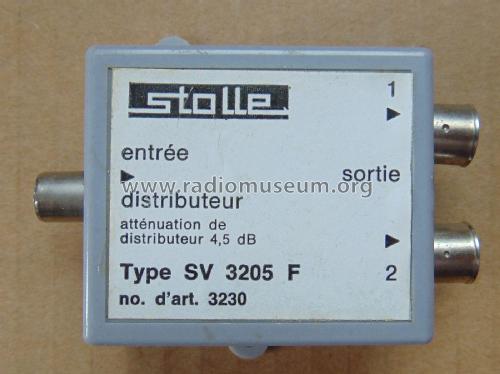 stolle
1
entrée
sortie
www.radiomuseum.org
distributeur
atténuation de
distributeur 4,5 dB
Type SV 3205 F
2
no. d'art. 3230